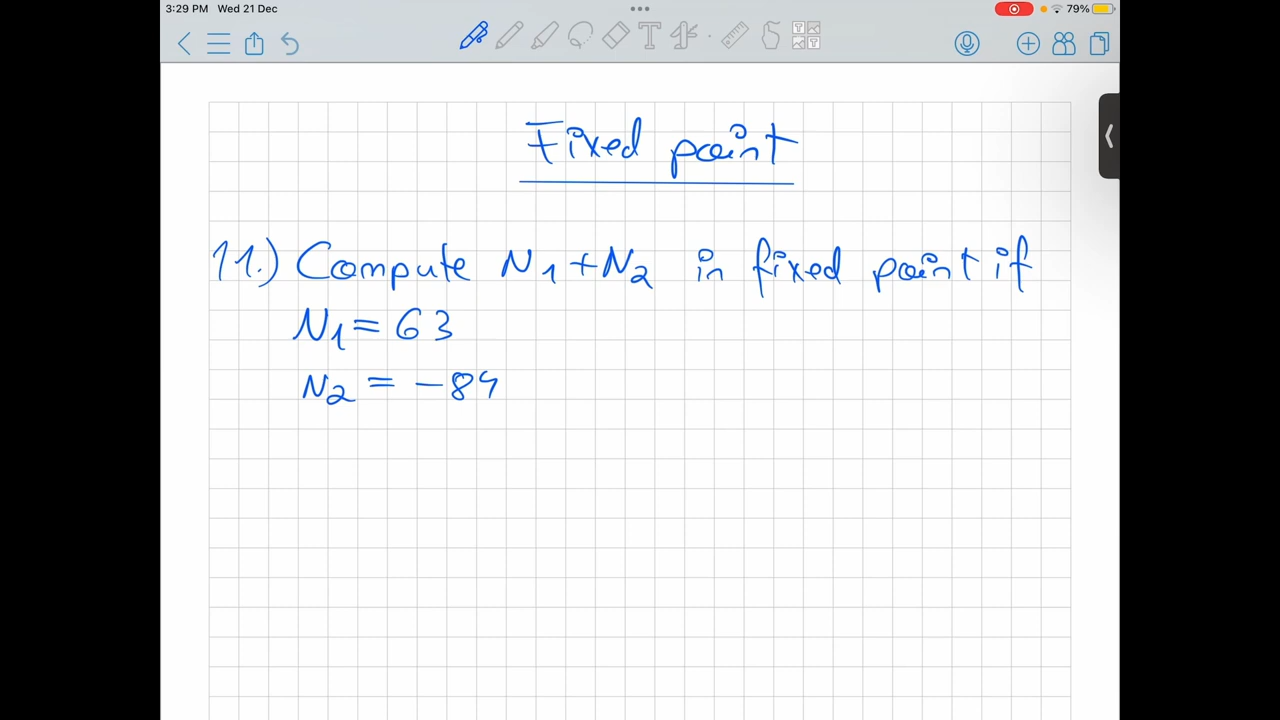 3:29 PM Wed 21 Dec
79%
Fixed point
11.) Compute N1+N2 in fixed point if
N1 = 63
N2 = -84